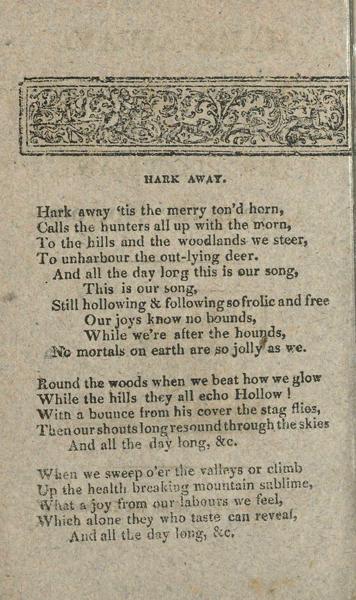 HARK AWAY.
Hark away ‘tis the merry ton’d horn,
Calls the hunters all up with the morn,
To the hills and the woodlands we steer,
To unharbour the out-lying deer.
And all the day long this is our song,
This is our song,
Still hollowing & following so frolic and free
Our joys know no bounds,
While we’re after the hounds,
No mortals on earth are so jolly as we.
Round the woods when we beat how we glow
While the hills they all echo Hollow !
With a bounce from his cover the stag flies,
Then our shouts long resound through the skies
And all the day long, &c.
When we sweep o’er the valleys or climb
Up the health breaking mountain sublime,
What a joy from our labours we feel,
Which alone they who taste can reveal,
And all the day long, &c.